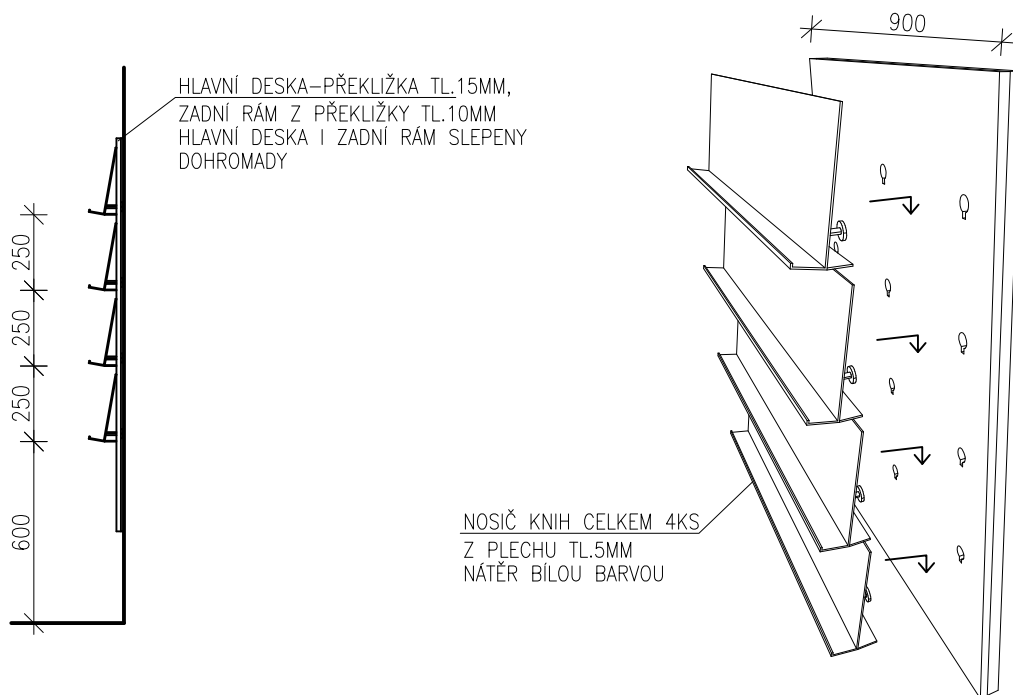 900
HLAVNÍ DESKA-PŘEKLIŽKA TL.15MM,
ZADNÍ RÁM Z PŘEKLIŽKY TL.10MM
HLAVNÍ DESKA I ZADNÍ RÁM SLEPENY
DOHROMADY
250
250
250
600
NOSIČ KNIH CELKEM 4KS
Z PLECHU TL.5MM
NÁTĚR BÍLOU BARVOU